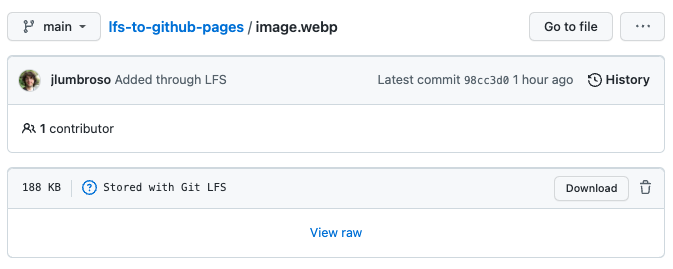 main lfs-to-github-pages / image.webp Go to file ...
jlumbroso Added through LFS Latest commit 98cc3d0 1 hour ago History
1 contributor
188 KB ? Stored with Git LFS Download
View raw